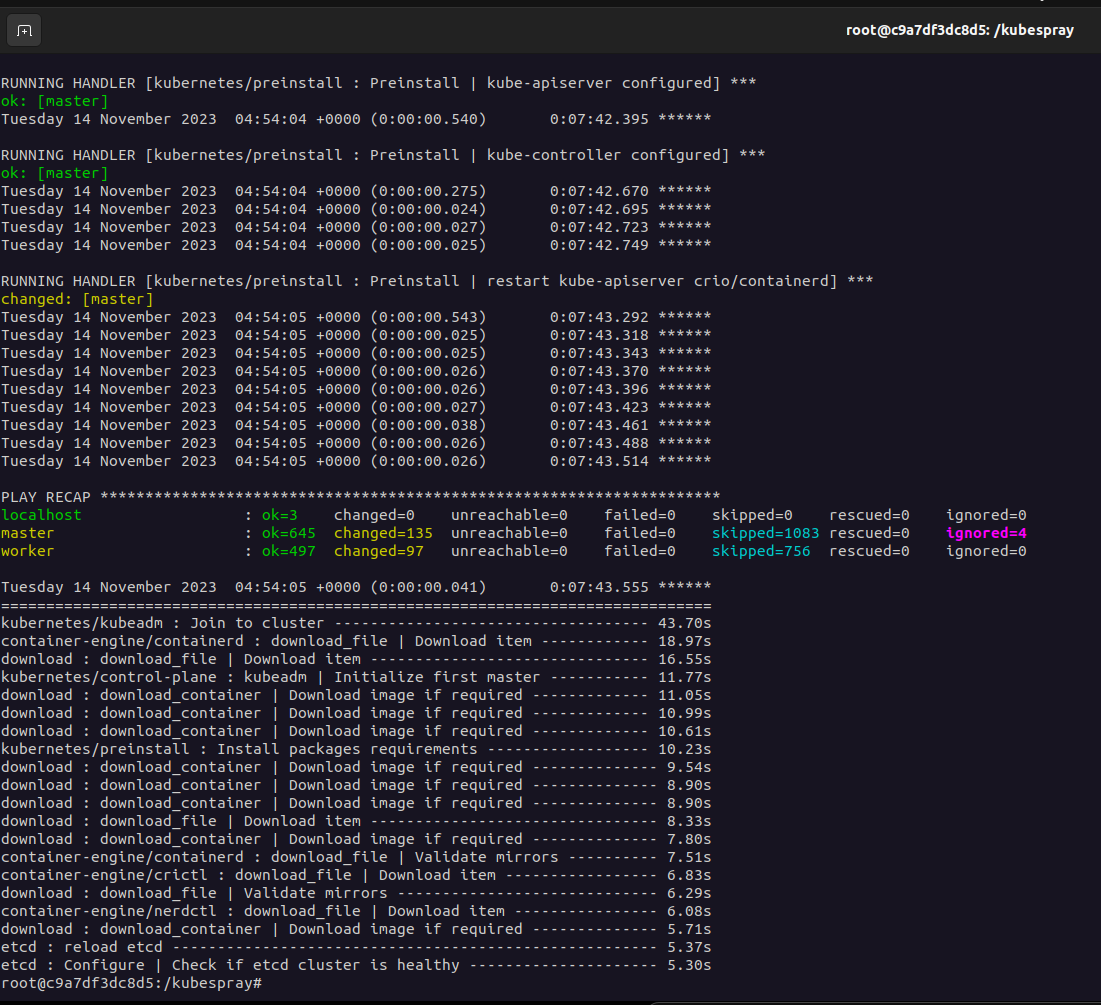 root@c9a7df3dc8d5: /kubespray
RUNNING HANDLER [kubernetes/preinstall : Preinstall | kube-apiserver configured] ***
ok: [master]
Tuesday 14 November 2023  04:54:04 +0000 (0:00:00.540)       0:07:42.395 ******
RUNNING HANDLER [kubernetes/preinstall : Preinstall | kube-controller configured] ***
ok: [master]
Tuesday 14 November 2023  04:54:04 +0000 (0:00:00.275)       0:07:42.670 ******
Tuesday 14 November 2023  04:54:04 +0000 (0:00:00.024)       0:07:42.695 ******
Tuesday 14 November 2023  04:54:04 +0000 (0:00:00.027)       0:07:42.723 ******
Tuesday 14 November 2023  04:54:04 +0000 (0:00:00.025)       0:07:42.749 ******
RUNNING HANDLER [kubernetes/preinstall : Preinstall | restart kube-apiserver crio/containerd] ***
changed: [master]
Tuesday 14 November 2023  04:54:05 +0000 (0:00:00.543)       0:07:43.292 ******
Tuesday 14 November 2023  04:54:05 +0000 (0:00:00.025)       0:07:43.318 ******
Tuesday 14 November 2023  04:54:05 +0000 (0:00:00.025)       0:07:43.343 ******
Tuesday 14 November 2023  04:54:05 +0000 (0:00:00.026)       0:07:43.370 ******
Tuesday 14 November 2023  04:54:05 +0000 (0:00:00.026)       0:07:43.396 ******
Tuesday 14 November 2023  04:54:05 +0000 (0:00:00.027)       0:07:43.423 ******
Tuesday 14 November 2023  04:54:05 +0000 (0:00:00.038)       0:07:43.461 ******
Tuesday 14 November 2023  04:54:05 +0000 (0:00:00.026)       0:07:43.488 ******
Tuesday 14 November 2023  04:54:05 +0000 (0:00:00.026)       0:07:43.514 ******
PLAY RECAP *********************************************************************
localhost                  : ok=3    changed=0    unreachable=0    failed=0    skipped=0    rescued=0    ignored=0
master                     : ok=645  changed=135  unreachable=0    failed=0    skipped=1083 rescued=0    ignored=4
worker                     : ok=497  changed=97   unreachable=0    failed=0    skipped=756  rescued=0    ignored=0
Tuesday 14 November 2023  04:54:05 +0000 (0:00:00.041)       0:07:43.555 ******
===============================================================================
kubernetes/kubeadm : Join to cluster ----------------------------------- 43.70s
container-engine/containerd : download_file | Download item ------------ 18.97s
download : download_file | Download item ------------------------------- 16.55s
kubernetes/control-plane : kubeadm | Initialize first master ----------- 11.77s
download : download_container | Download image if required ------------- 11.05s
download : download_container | Download image if required ------------- 10.99s
download : download_container | Download image if required ------------- 10.61s
kubernetes/preinstall : Install packages requirements ------------------ 10.23s
download : download_container | Download image if required -------------- 9.54s
download : download_container | Download image if required -------------- 8.90s
download : download_container | Download image if required -------------- 8.90s
download : download_file | Download item -------------------------------- 8.33s
download : download_container | Download image if required -------------- 7.80s
container-engine/containerd : download_file | Validate mirrors ---------- 7.51s
container-engine/crictl : download_file | Download item ----------------- 6.83s
download : download_file | Validate mirrors ----------------------------- 6.29s
container-engine/nerdctl : download_file | Download item ---------------- 6.08s
download : download_container | Download image if required -------------- 5.71s
etcd : reload etcd ------------------------------------------------------ 5.37s
etcd : Configure | Check if etcd cluster is healthy --------------------- 5.30s
root@c9a7df3dc8d5:/kubespray#